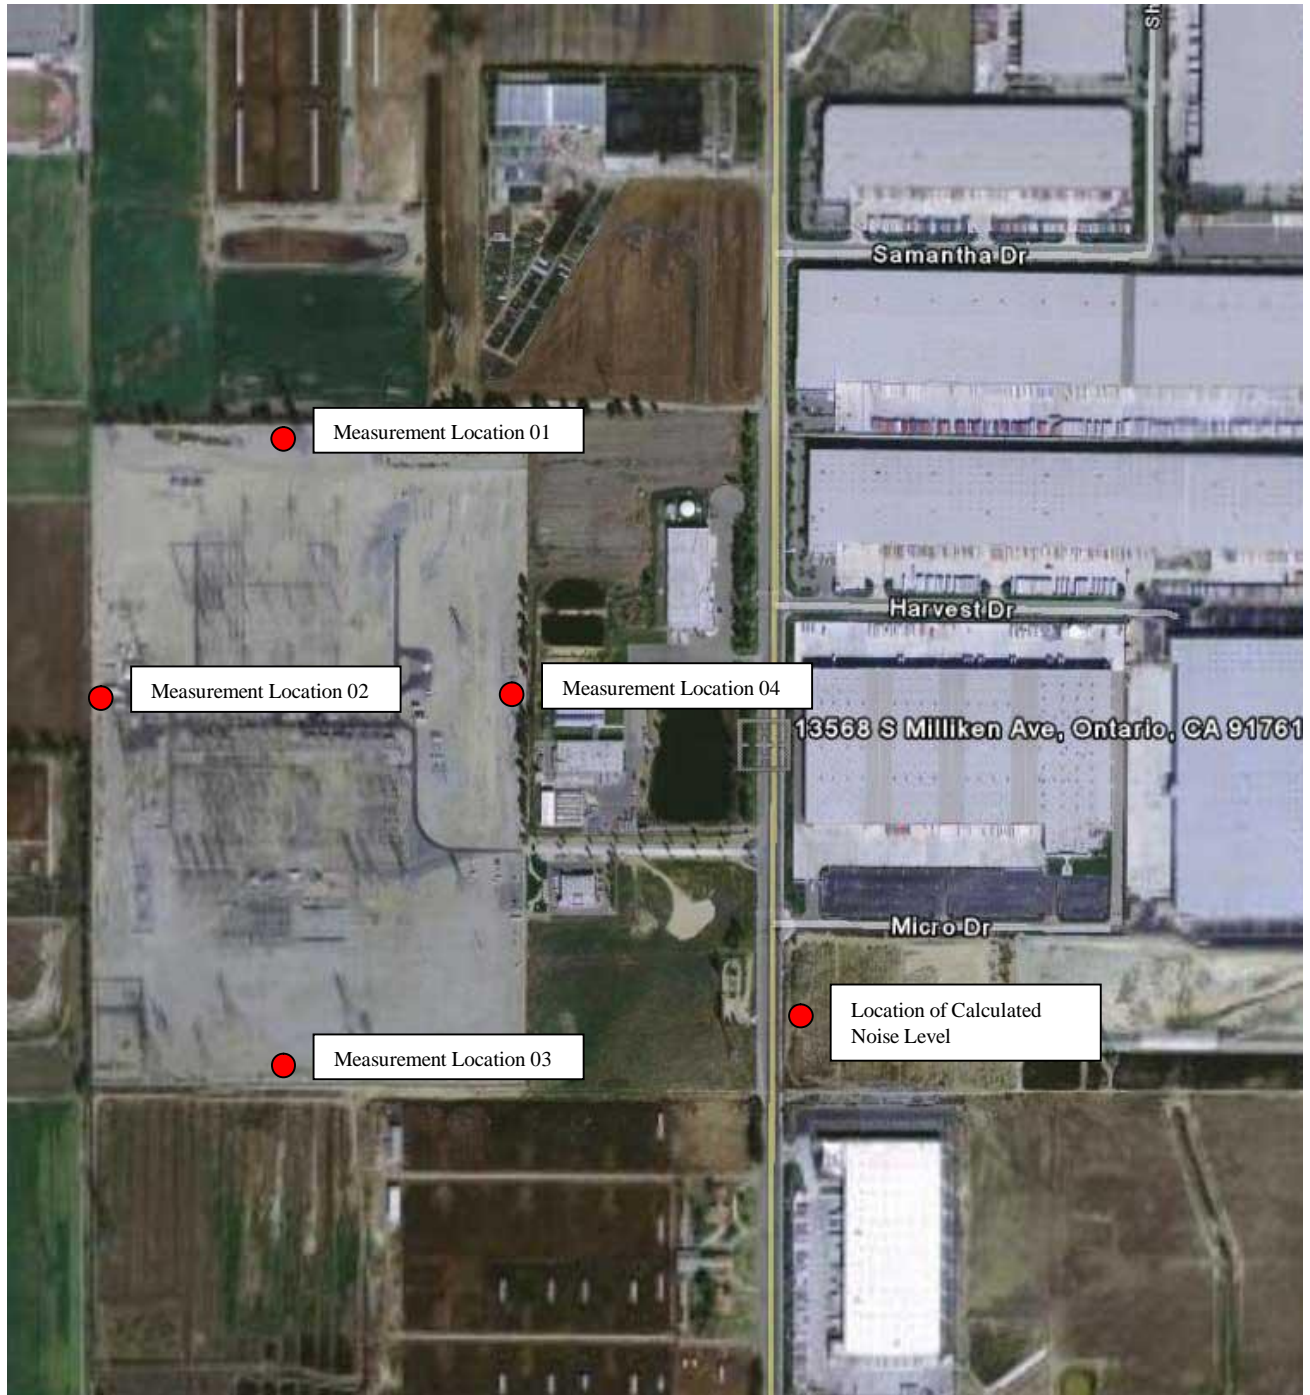 Sh
Samantha Dr
Measurement Location 01
Harvest Dr
Measurement Location 02
Measurement Location 04
13568 S Milliken Ave, Ontario, CA 91761
Micro Dr
Location of Calculated
Noise Level
Measurement Location 03